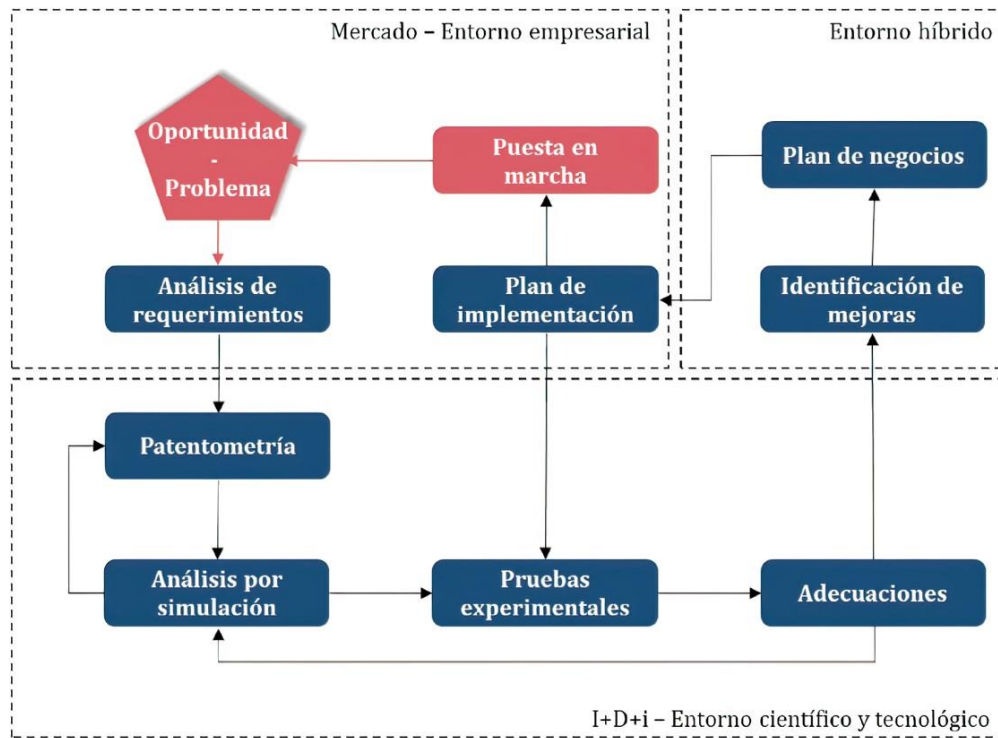 Mercado – Entorno empresarial
Entorno híbrido
Oportunidad
-
Problema
Puesta en
marcha
Plan de negocios
Análisis de
requerimientos
Plan de
implementación
Identificación de
mejoras
Patentometría
Análisis por
simulación
Pruebas
experimentales
Adecuaciones
I+D+i – Entorno científico y tecnológico